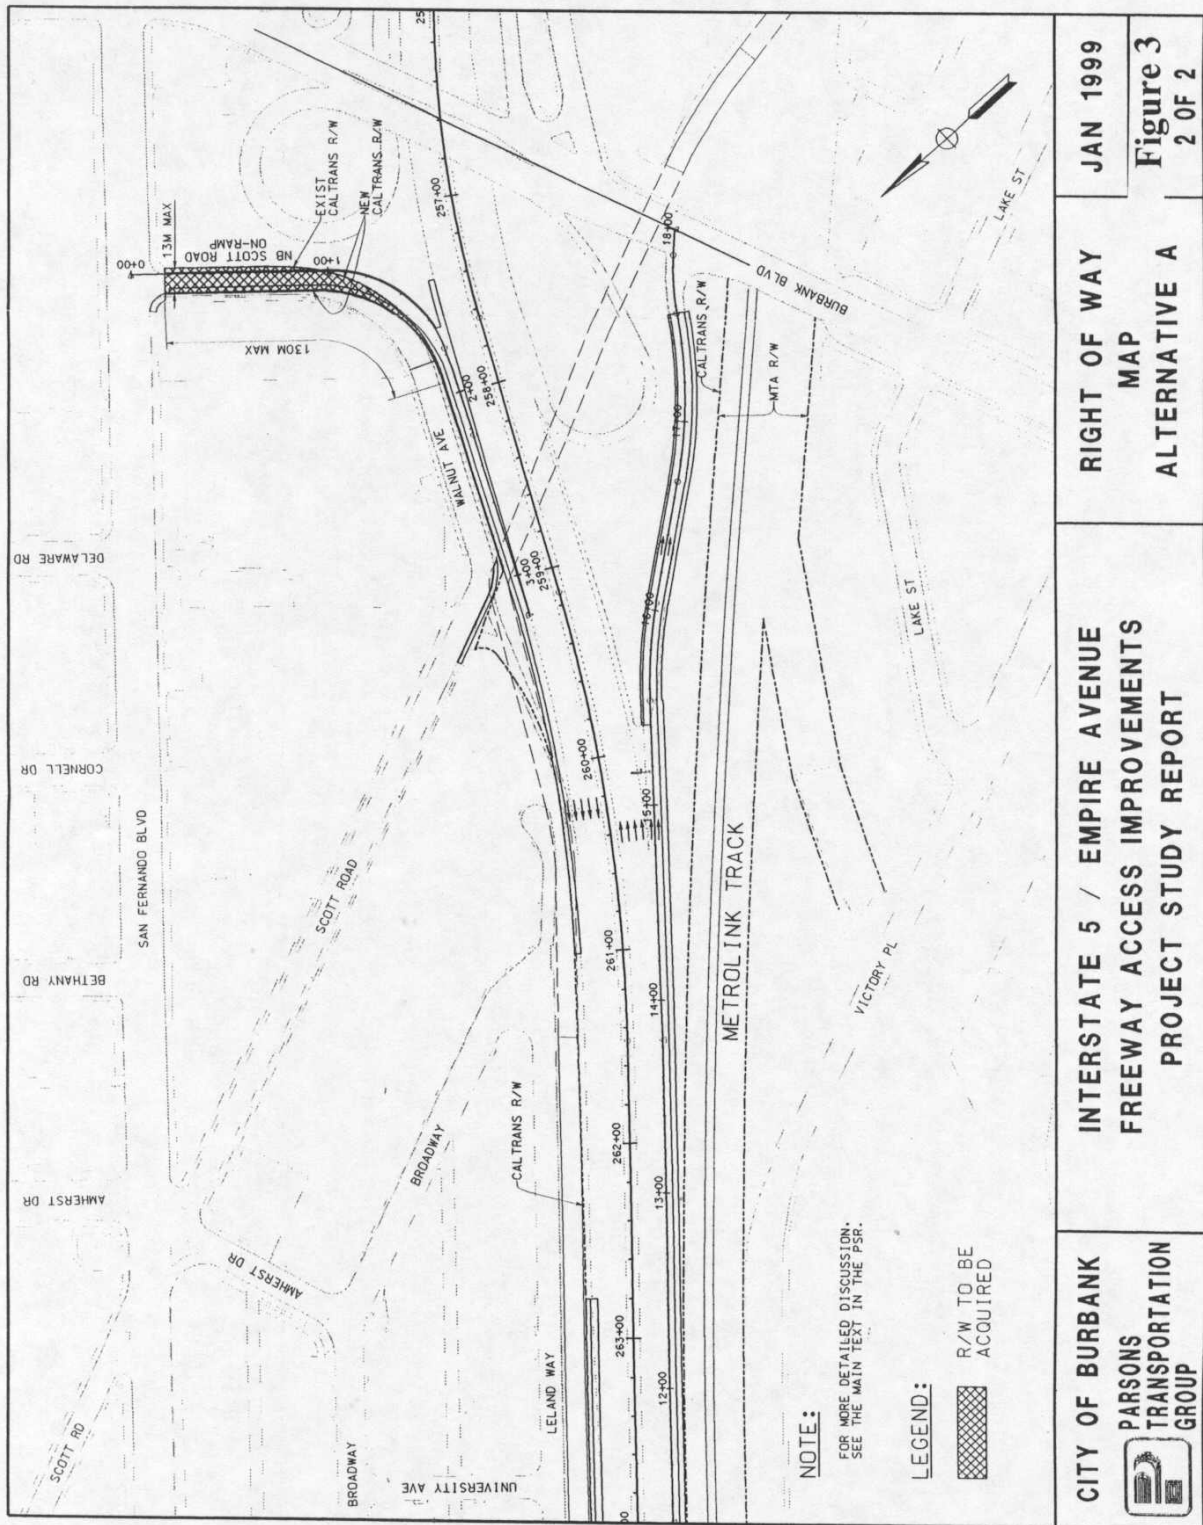 SCOTT RD
AMHERST DR
BETHANY RD
CORNELL DR
DELAWARE RD
SAN FERNANDO BLVD
AMHERST DR
SCOTT ROAD
BROADWAY
BROADWAY
UNIVERSITY AVE
LELAND WAY
CALTRANS R/W
WALNUT AVE
130M MAX
13M MAX
0+00
NB SCOTT ROAD
ON-RAMP
1+00
EXIST
CALTRANS R/W
NEW
CALTRANS R/W
2+00
3+00
257+00
258+00
259+00
260+00
261+00
262+00
263+00
00
25
12+00
13+00
14+00
15+00
16+00
17+00
18+00
METROLINK TRACK
CALTRANS R/W
MTA R/W
BURBANK BLVD
VICTORY PL
LAKE ST
LAKE ST
NOTE:
FOR MORE DETAILED DISCUSSION.
SEE THE MAIN TEXT IN THE PSR.
LEGEND:
R/W TO BE
ACQUIRED
CITY OF BURBANK
PARSONS
TRANSPORTATION
GROUP
INTERSTATE 5 / EMPIRE AVENUE
FREEWAY ACCESS IMPROVEMENTS
PROJECT STUDY REPORT
RIGHT OF WAY
MAP
ALTERNATIVE A
JAN 1999
Figure 3
2 OF 2